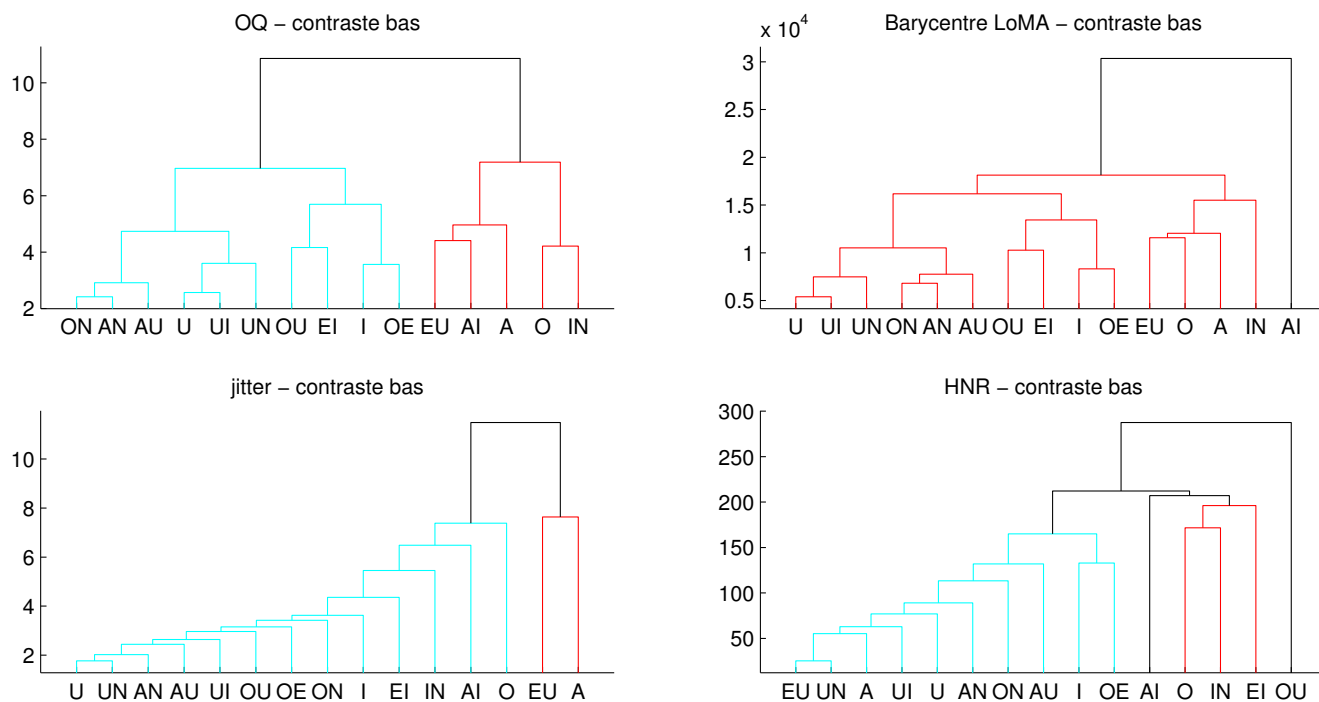 OQ – contraste bas
10
8
6
4
2
ON AN AU U UI UN OU EI I OE EU AI A O IN
Barycentre LoMA – contraste bas
x 10^4
3
2.5
2
1.5
1
0.5
U UI UN ON AN AU OU EI I OE EU O A IN AI
jitter – contraste bas
10
8
6
4
2
U UN AN AU UI OU OE ON I EI IN AI O EU A
HNR – contraste bas
300
250
200
150
100
50
EU UN A UI U AN ON AU I OE AI O IN EI OU